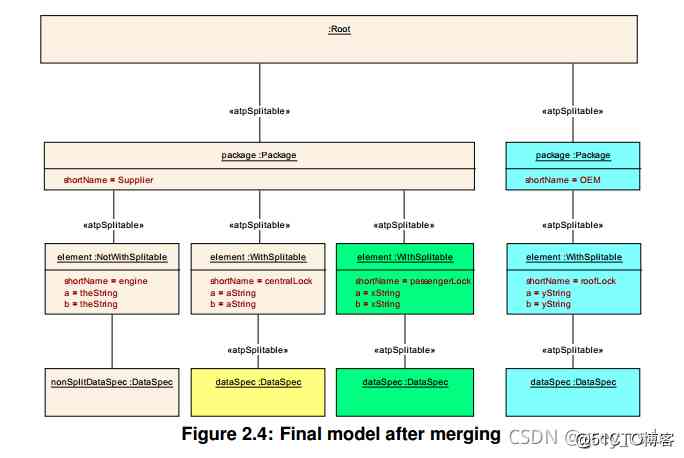 :Root
«atpSplitable» «atpSplitable»
package :Package package :Package
shortName = Supplier shortName = OEM
«atpSplitable» «atpSplitable» «atpSplitable» «atpSplitable»
element :NotWithSplitable element :WithSplitable element :WithSplitable element :WithSplitable
shortName = engine shortName = centralLock shortName = passengerLock shortName = roofLock
a = theString a = aString a = xString a = yString
b = theString b = aString b = xString b = yString
«atpSplitable» «atpSplitable» «atpSplitable»
nonSplitDataSpec :DataSpec dataSpec :DataSpec dataSpec :DataSpec dataSpec :DataSpec
Figure 2.4: Final model after merging
CSDN @51CTO博客